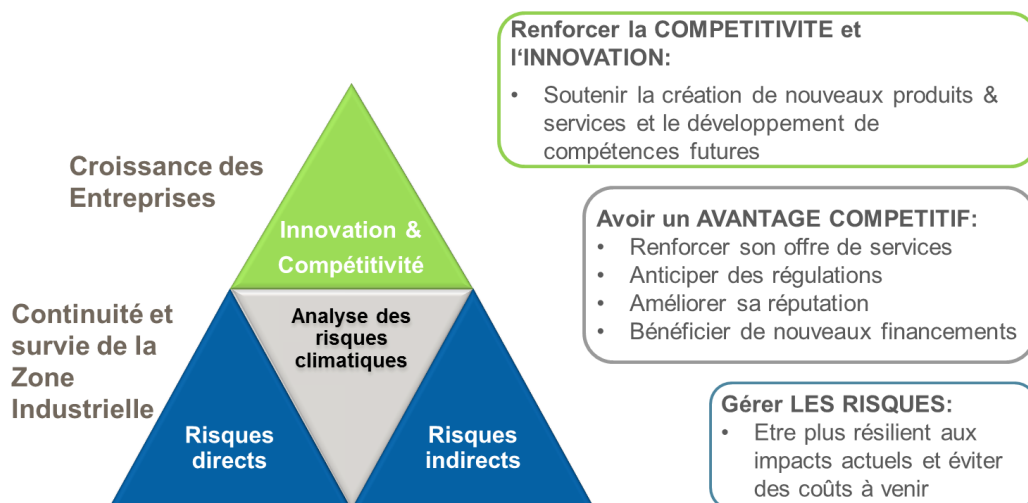 Renforcer la COMPETITIVITE et
l‘INNOVATION:
• Soutenir la création de nouveaux produits &
services et le développement de
compétences futures
Croissance des
Entreprises
Innovation &
Compétitivité
Avoir un AVANTAGE COMPETITIF:
• Renforcer son offre de services
• Anticiper des régulations
• Améliorer sa réputation
• Bénéficier de nouveaux financements
Continuité et
survie de la
Zone
Industrielle
Analyse des
risques
climatiques
Risques
directs
Risques
indirects
Gérer LES RISQUES:
• Etre plus résilient aux
impacts actuels et éviter
des coûts à venir